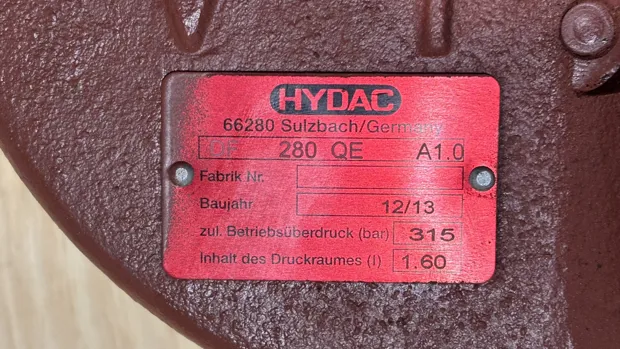 HYDAC
66280 Sulzbach/Germany
DF 280 QE A1.0
Fabrik Nr.
Baujahr 12/13
zul. Betriebsüberdruck (bar) 315
Inhalt des Druckraumes (l) 1.60